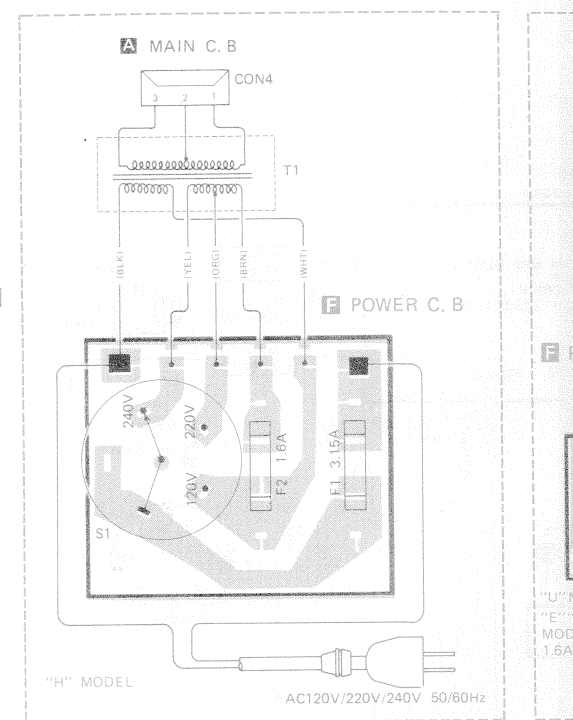 A MAIN C. B
CON4
3 2 1
T1
(BLK)
(YEL)
(ORG)
(BRN)
(WHT)
F POWER C. B
F
240V
220V
120V
1.6A
F2
3.15A
F1
S1
"U"
"E"
MOD
1.6A
"H" MODEL
AC120V/220V/240V 50/60Hz